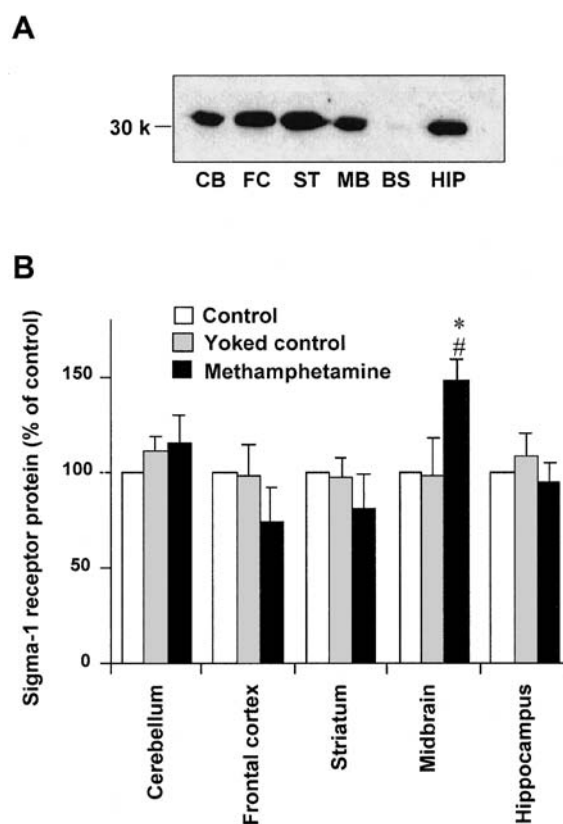 A
30 k
CB FC ST MB BS HIP
B
Control
Yoked control
Methamphetamine
*
#
Sigma-1 receptor protein (% of control)
150
100
50
0
Cerebellum
Frontal cortex
Striatum
Midbrain
Hippocampus